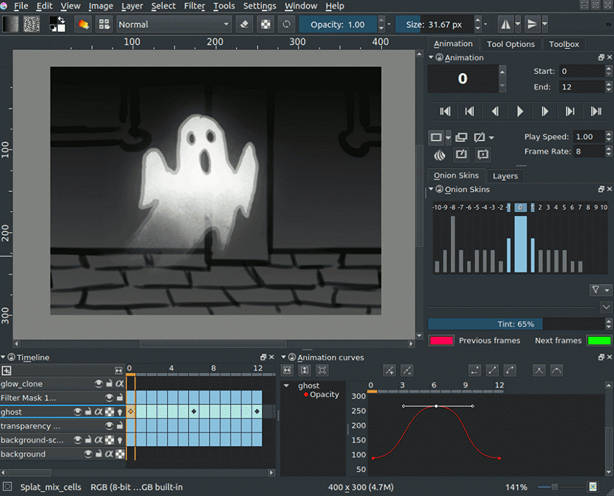 File Edit View Image Layer Select Filter Tools Settings Window Help
Normal Opacity: 1.00 Size: 31.67 px
100 200 300 400
100
200
300
Animation Tool Options Toolbox
Animation
0 Start: 0
End: 12
Play Speed: 1.00
Frame Rate: 8
Onion Skins Layers
Onion Skins
-10 -9 -8 -7 -6 -5 -4 -3 -2 -1 0 1 2 3 4 5 6 7 8 9 10
Tint: 65%
Previous frames Next frames
Timeline
0 4 8 12
glow_clone
Filter Mask 1...
ghost
transparency ...
background-sc...
background
Animation curves
ghost
Opacity
0 3 6 9 12
300
250
200
150
100
50
Splat_mix_cells RGB (8-bit ...GB built-in 400 x 300 (4.7M) 141%